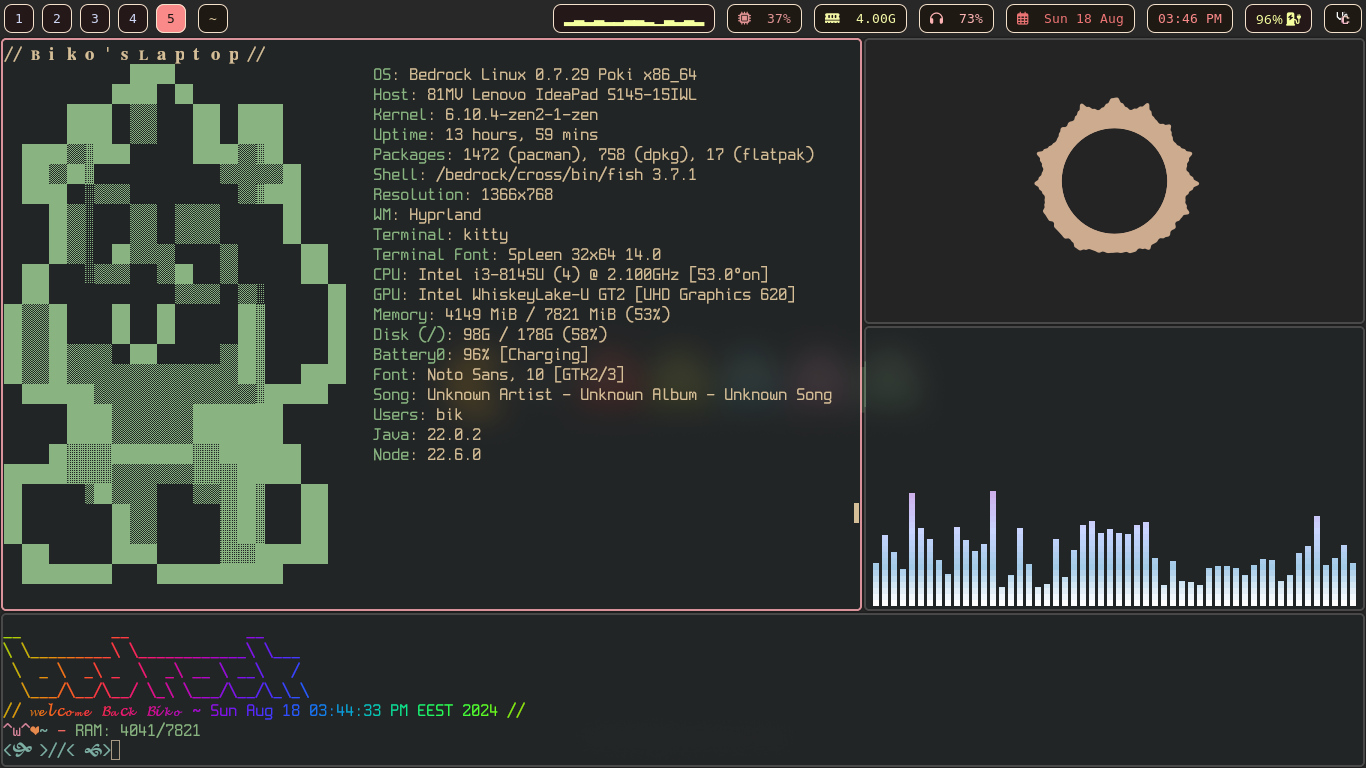 1 2 3 4 5 ~ 37% 4.00G 73% Sun 18 Aug 03:46 PM 96%
// Biko'sLaptop//
OS: Bedrock Linux 0.7.29 Poki x86_64
Host: 81MV Lenovo IdeaPad S145-15IWL
Kernel: 6.10.4-zen2-1-zen
Uptime: 13 hours, 59 mins
Packages: 1472 (pacman), 758 (dpkg), 17 (flatpak)
Shell: /bedrock/cross/bin/fish 3.7.1
Resolution: 1366x768
WM: Hyprland
Terminal: kitty
Terminal Font: Spleen 32x64 14.0
CPU: Intel i3-8145U (4) @ 2.100GHz [53.0°on]
GPU: Intel WhiskeyLake-U GT2 [UHD Graphics 620]
Memory: 4149 MiB / 7821 MiB (53%)
Disk (/): 98G / 178G (58%)
Battery0: 96% [Charging]
Font: Noto Sans, 10 [GTK2/3]
Song: Unknown Artist - Unknown Album - Unknown Song
Users: bik
Java: 22.0.2
Node: 22.6.0
// welcome Back Biko ~ Sun Aug 18 03:44:33 PM EEST 2024 //
^w^♥~ - RAM: 4041/7821